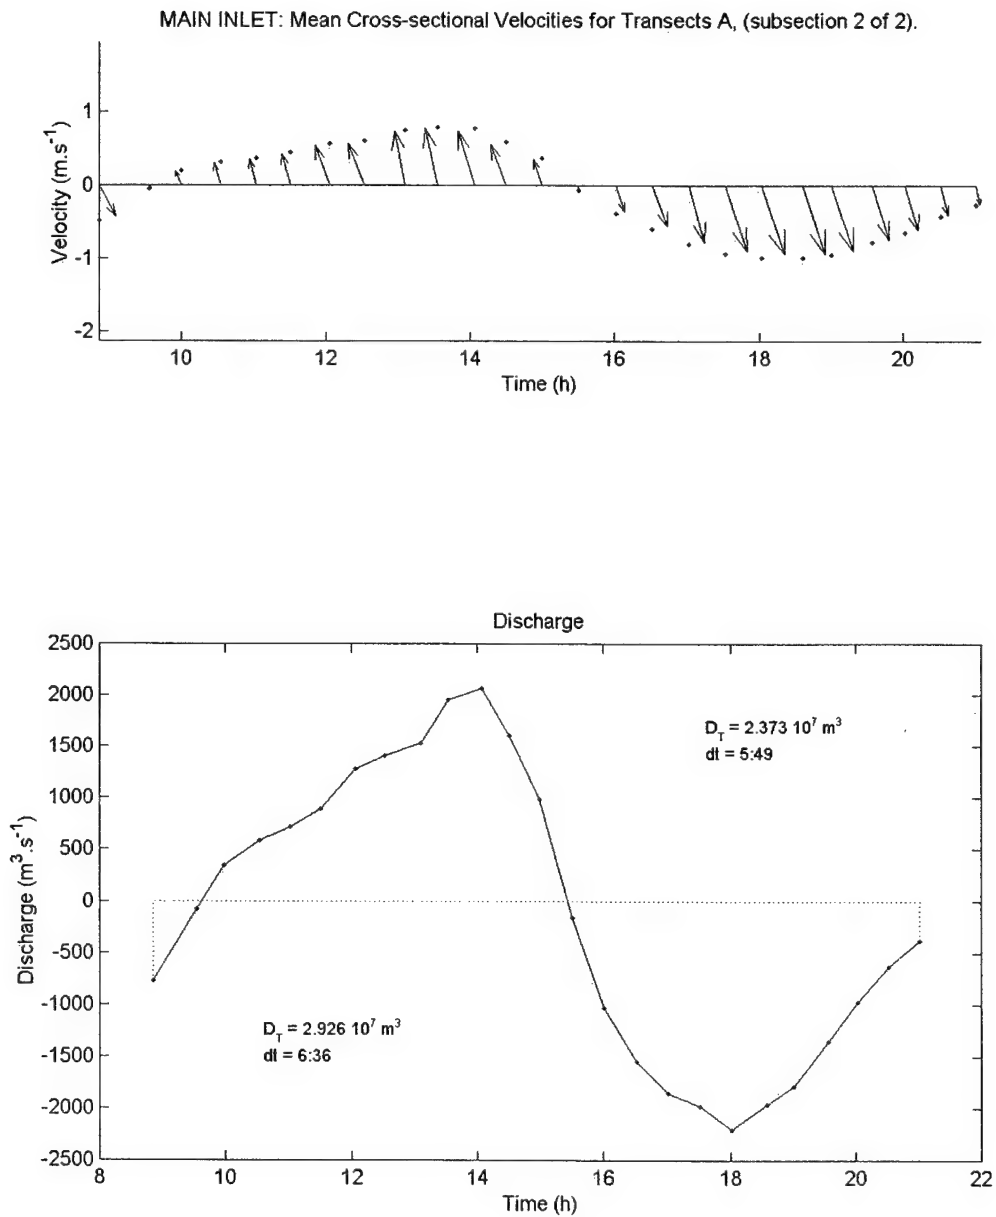 MAIN INLET: Mean Cross-sectional Velocities for Transects A, (subsection 2 of 2).
1
0
-1
-2
Velocity (m.s-1)
10 12 14 16 18 20
Time (h)
Discharge
2500
2000
1500
1000
500
0
-500
-1000
-1500
-2000
-2500
Discharge (m3.s-1)
DT = 2.373 107 m3
dt = 5:49
DT = 2.926 107 m3
dt = 6:36
8 10 12 14 16 18 20 22
Time (h)